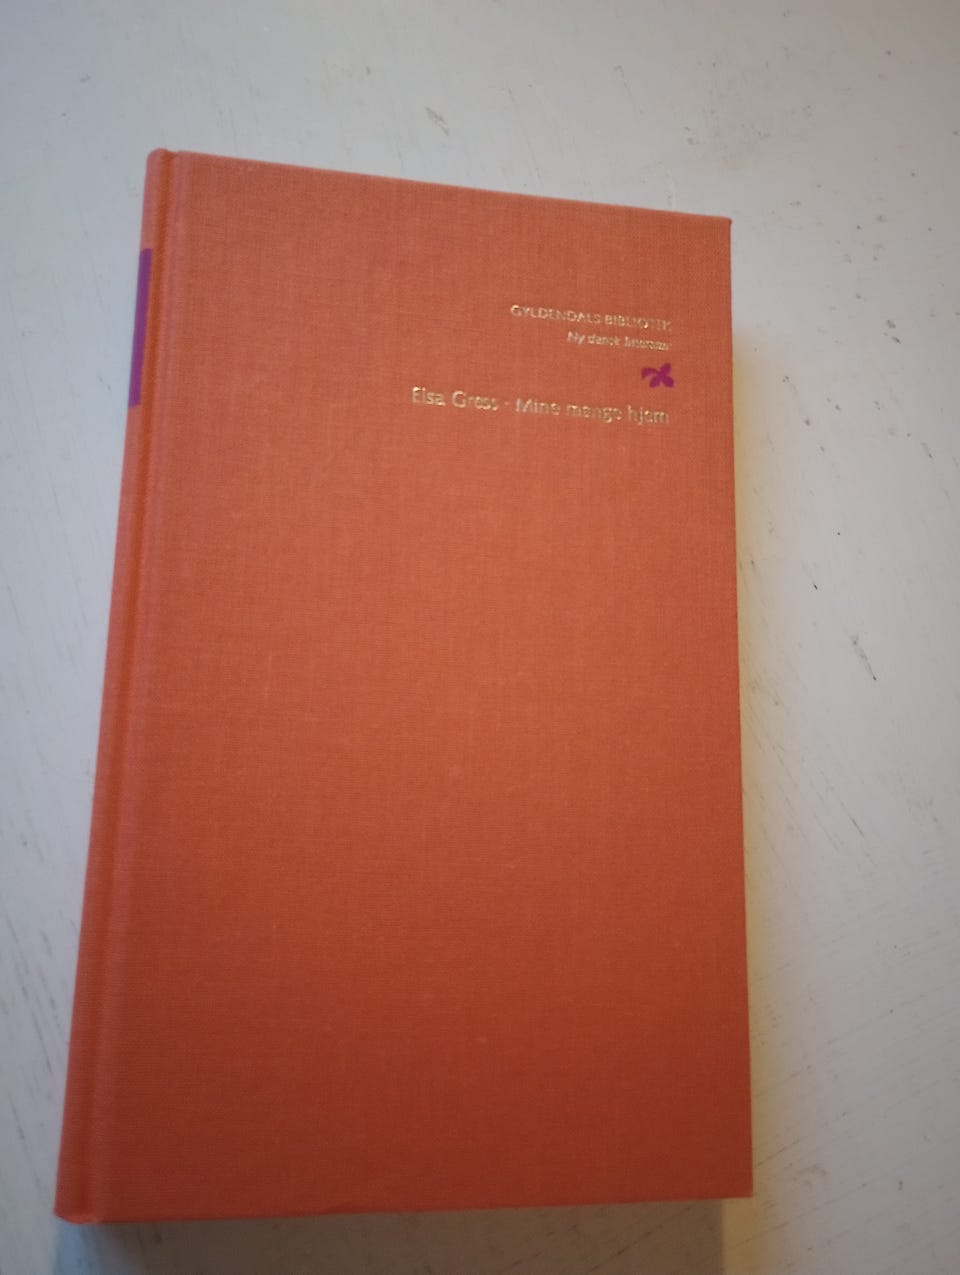 GYLDENDALS BIBLIOTEK
Ny dansk litteratur
Elsa Gress · Mine mange hjem